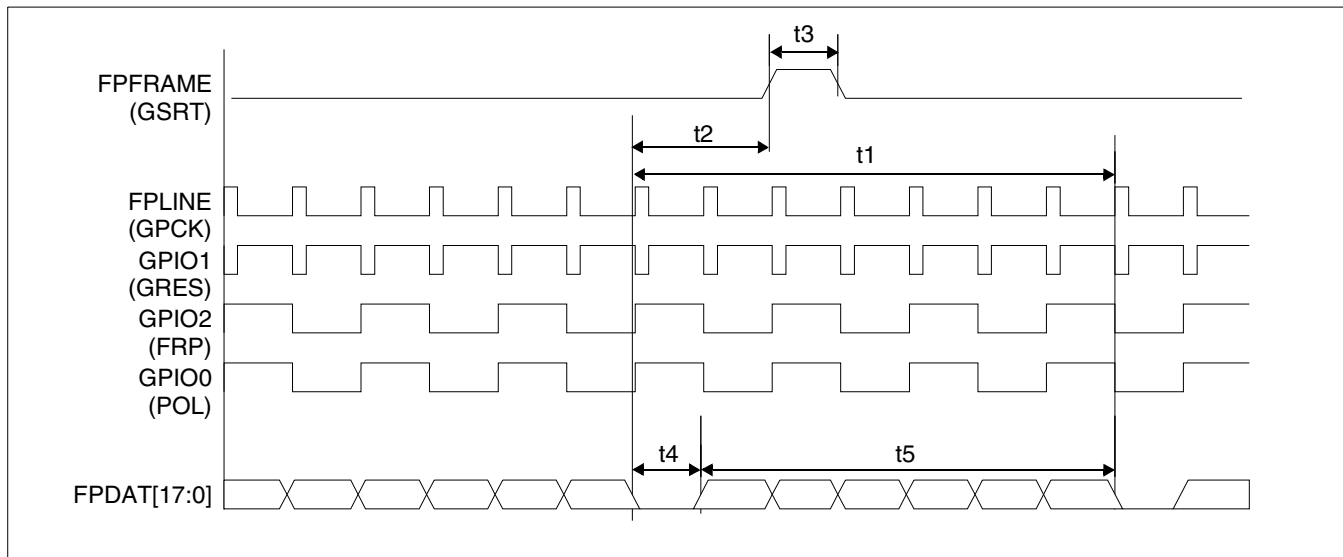 t3
FPFRAME
(GSRT)
t2
t1
FPLINE
(GPCK)
GPIO1
(GRES)
GPIO2
(FRP)
GPIO0
(POL)
t4
t5
FPDAT[17:0]